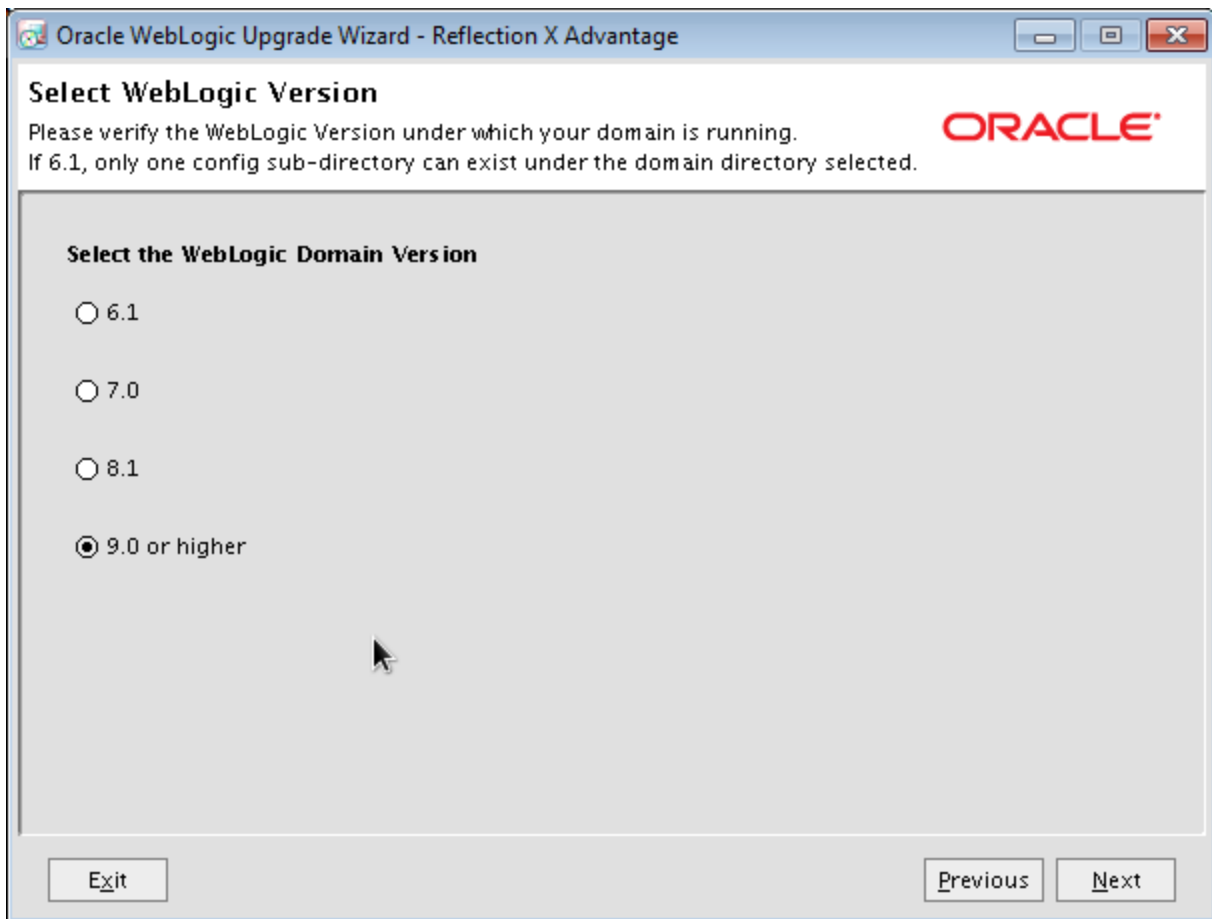 Oracle WebLogic Upgrade Wizard - Reflection X Advantage
Select WebLogic Version
Please verify the WebLogic Version under which your domain is running.
If 6.1, only one config sub-directory can exist under the domain directory selected.
ORACLE
Select the WebLogic Domain Version
6.1
7.0
8.1
9.0 or higher
Exit
Previous
Next